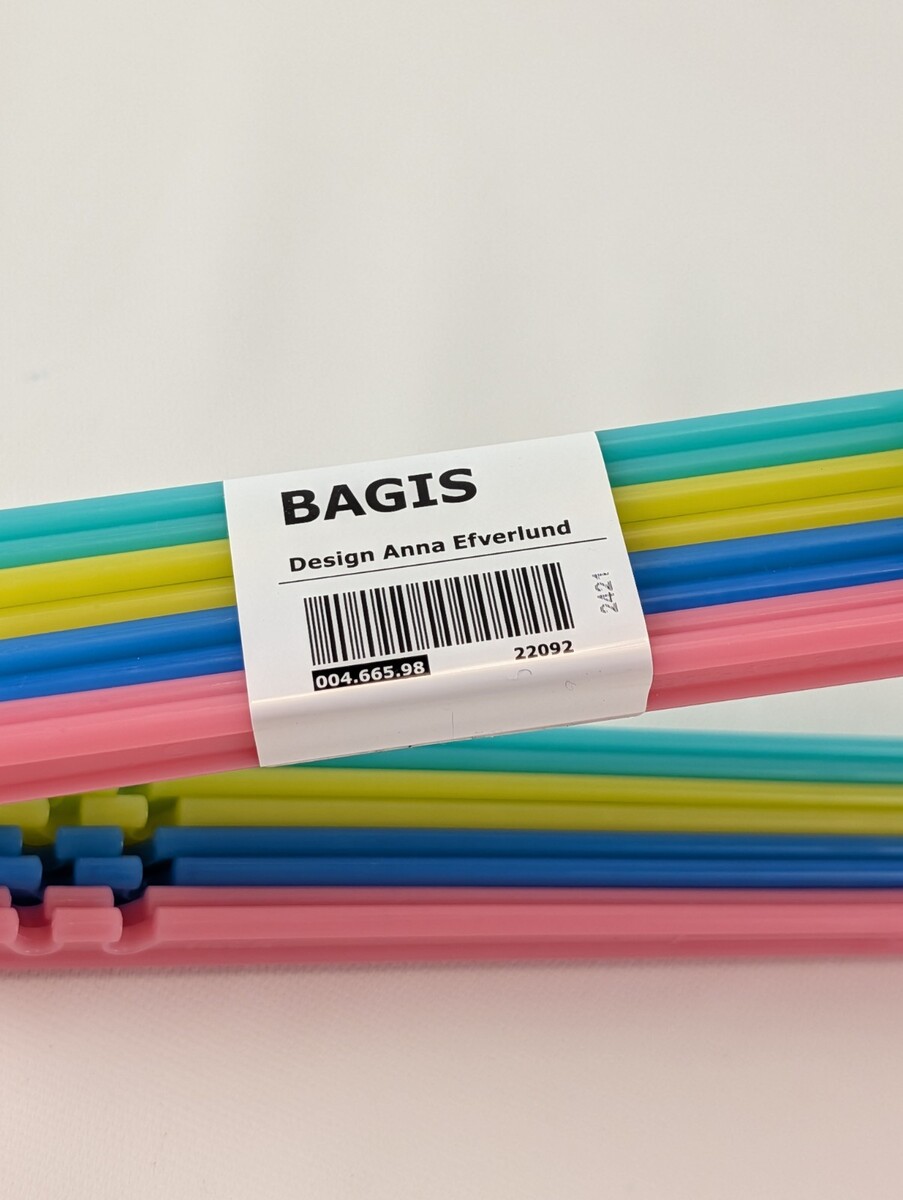 BAGIS
Design Anna Efverlund
2421
004.665.98
22092